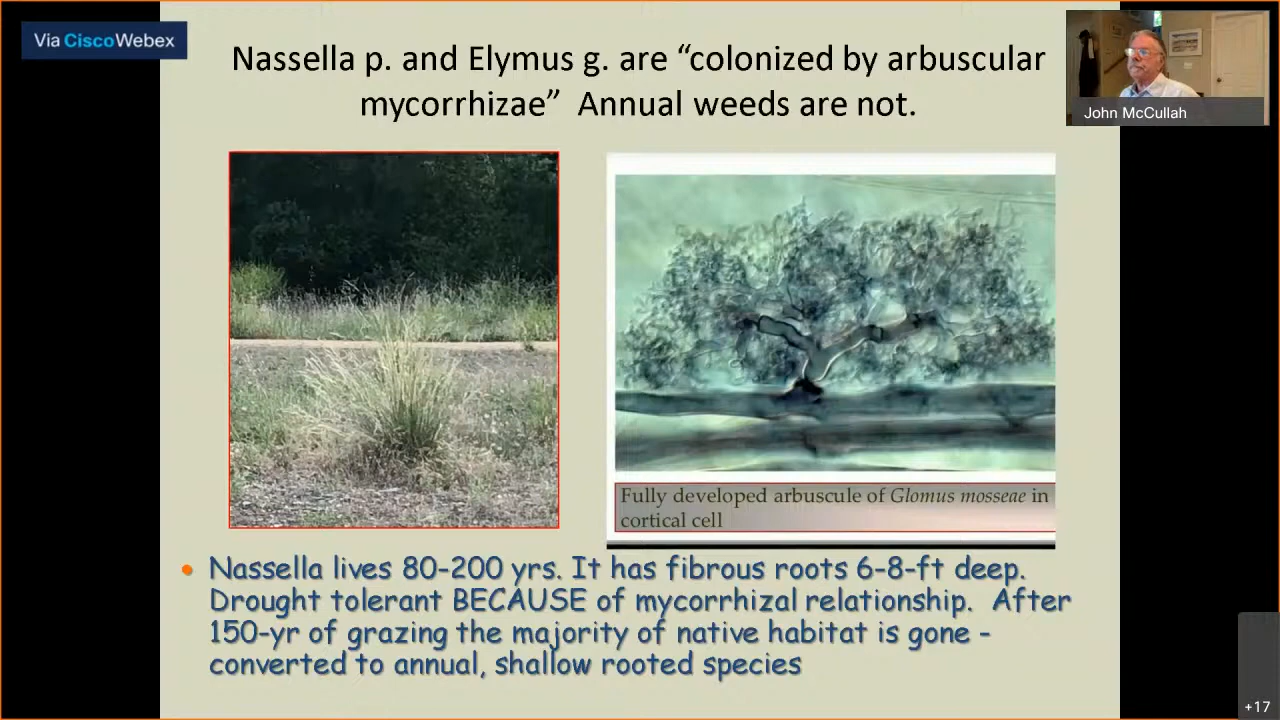 Via Cisco Webex
Nassella p. and Elymus g. are “colonized by arbuscular
mycorrhizae” Annual weeds are not.
John McCullah
Fully developed arbuscule of Glomus mosseae in
cortical cell
• Nassella lives 80-200 yrs. It has fibrous roots 6-8-ft deep.
Drought tolerant BECAUSE of mycorrhizal relationship. After
150-yr of grazing the majority of native habitat is gone -
converted to annual, shallow rooted species
+17